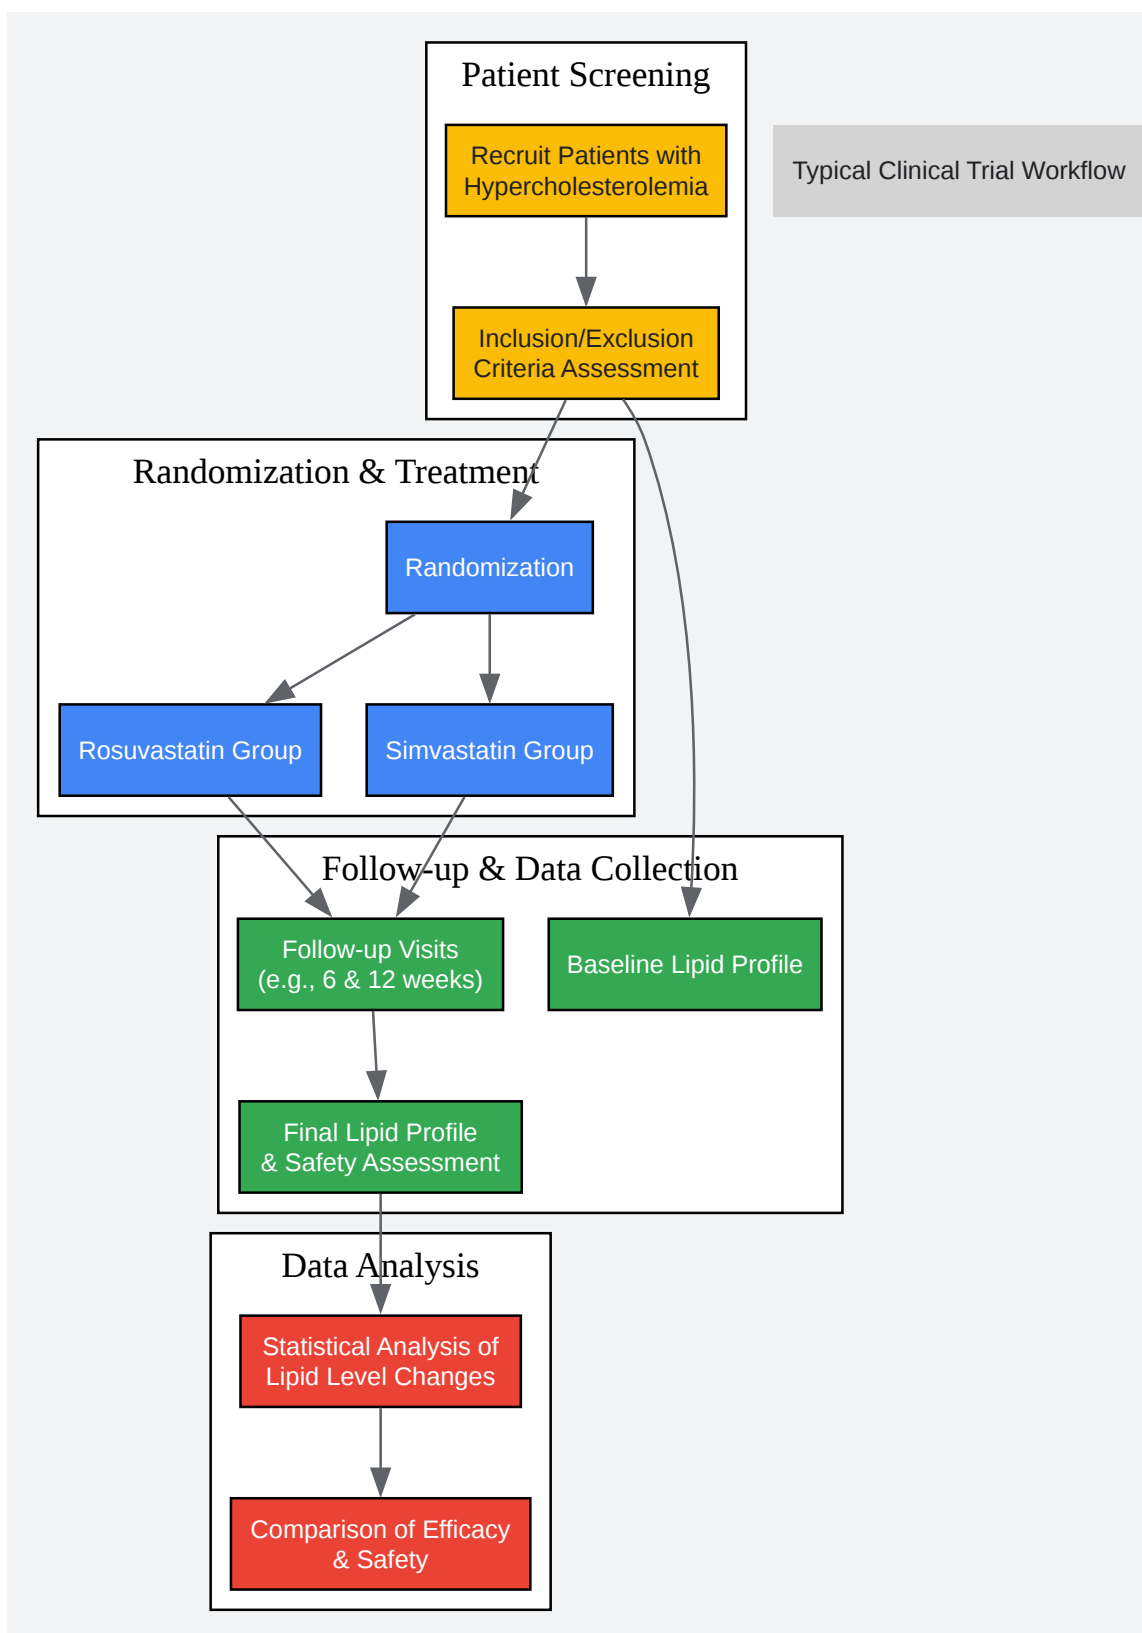 Patient Screening
Recruit Patients with
Hypercholesterolemia
Typical Clinical Trial Workflow
Inclusion/Exclusion
Criteria Assessment
Randomization & Treatment
Randomization
Rosuvastatin Group
Simvastatin Group
Follow-up & Data Collection
Follow-up Visits
(e.g., 6 & 12 weeks)
Baseline Lipid Profile
Final Lipid Profile
& Safety Assessment
Data Analysis
Statistical Analysis of
Lipid Level Changes
Comparison of Efficacy
& Safety